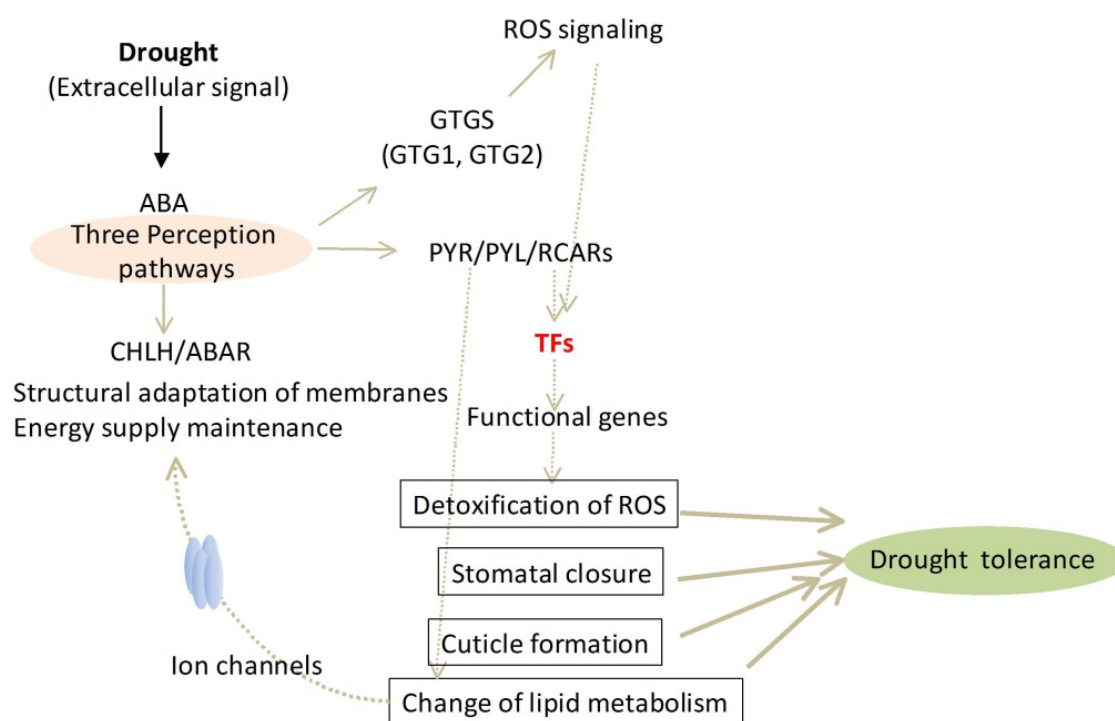 Drought
(Extracellular signal)
ROS signaling
GTGS
(GTG1, GTG2)
ABA
Three Perception
pathways
PYR/PYL/RCARs
TFs
CHLH/ABAR
Structural adaptation of membranes
Energy supply maintenance
Functional genes
Detoxification of ROS
Stomatal closure
Cuticle formation
Change of lipid metabolism
Ion channels
Drought tolerance